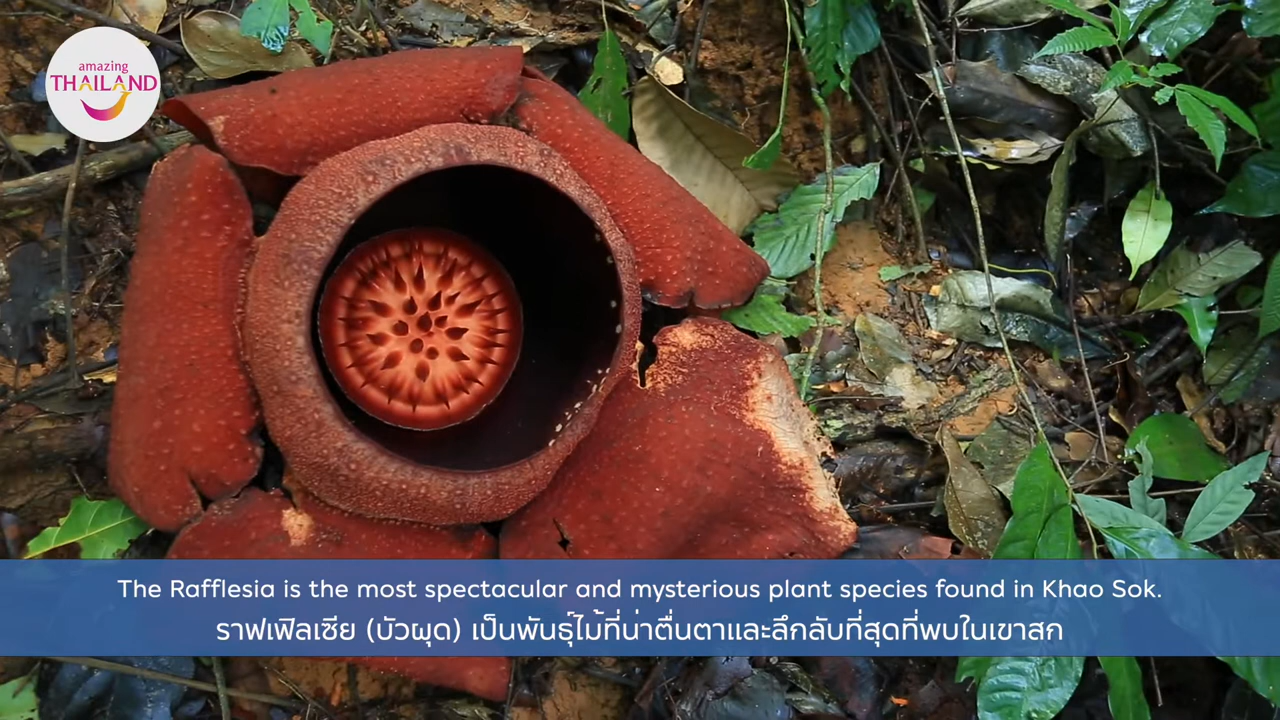 amazing
THAILAND
The Rafflesia is the most spectacular and mysterious plant species found in Khao Sok.
ราฟเฟิลเซีย (บัวผุด) เป็นพันธุ์ไม้ที่น่าตื่นตาและลึกลับที่สุดที่พบในเขาสก